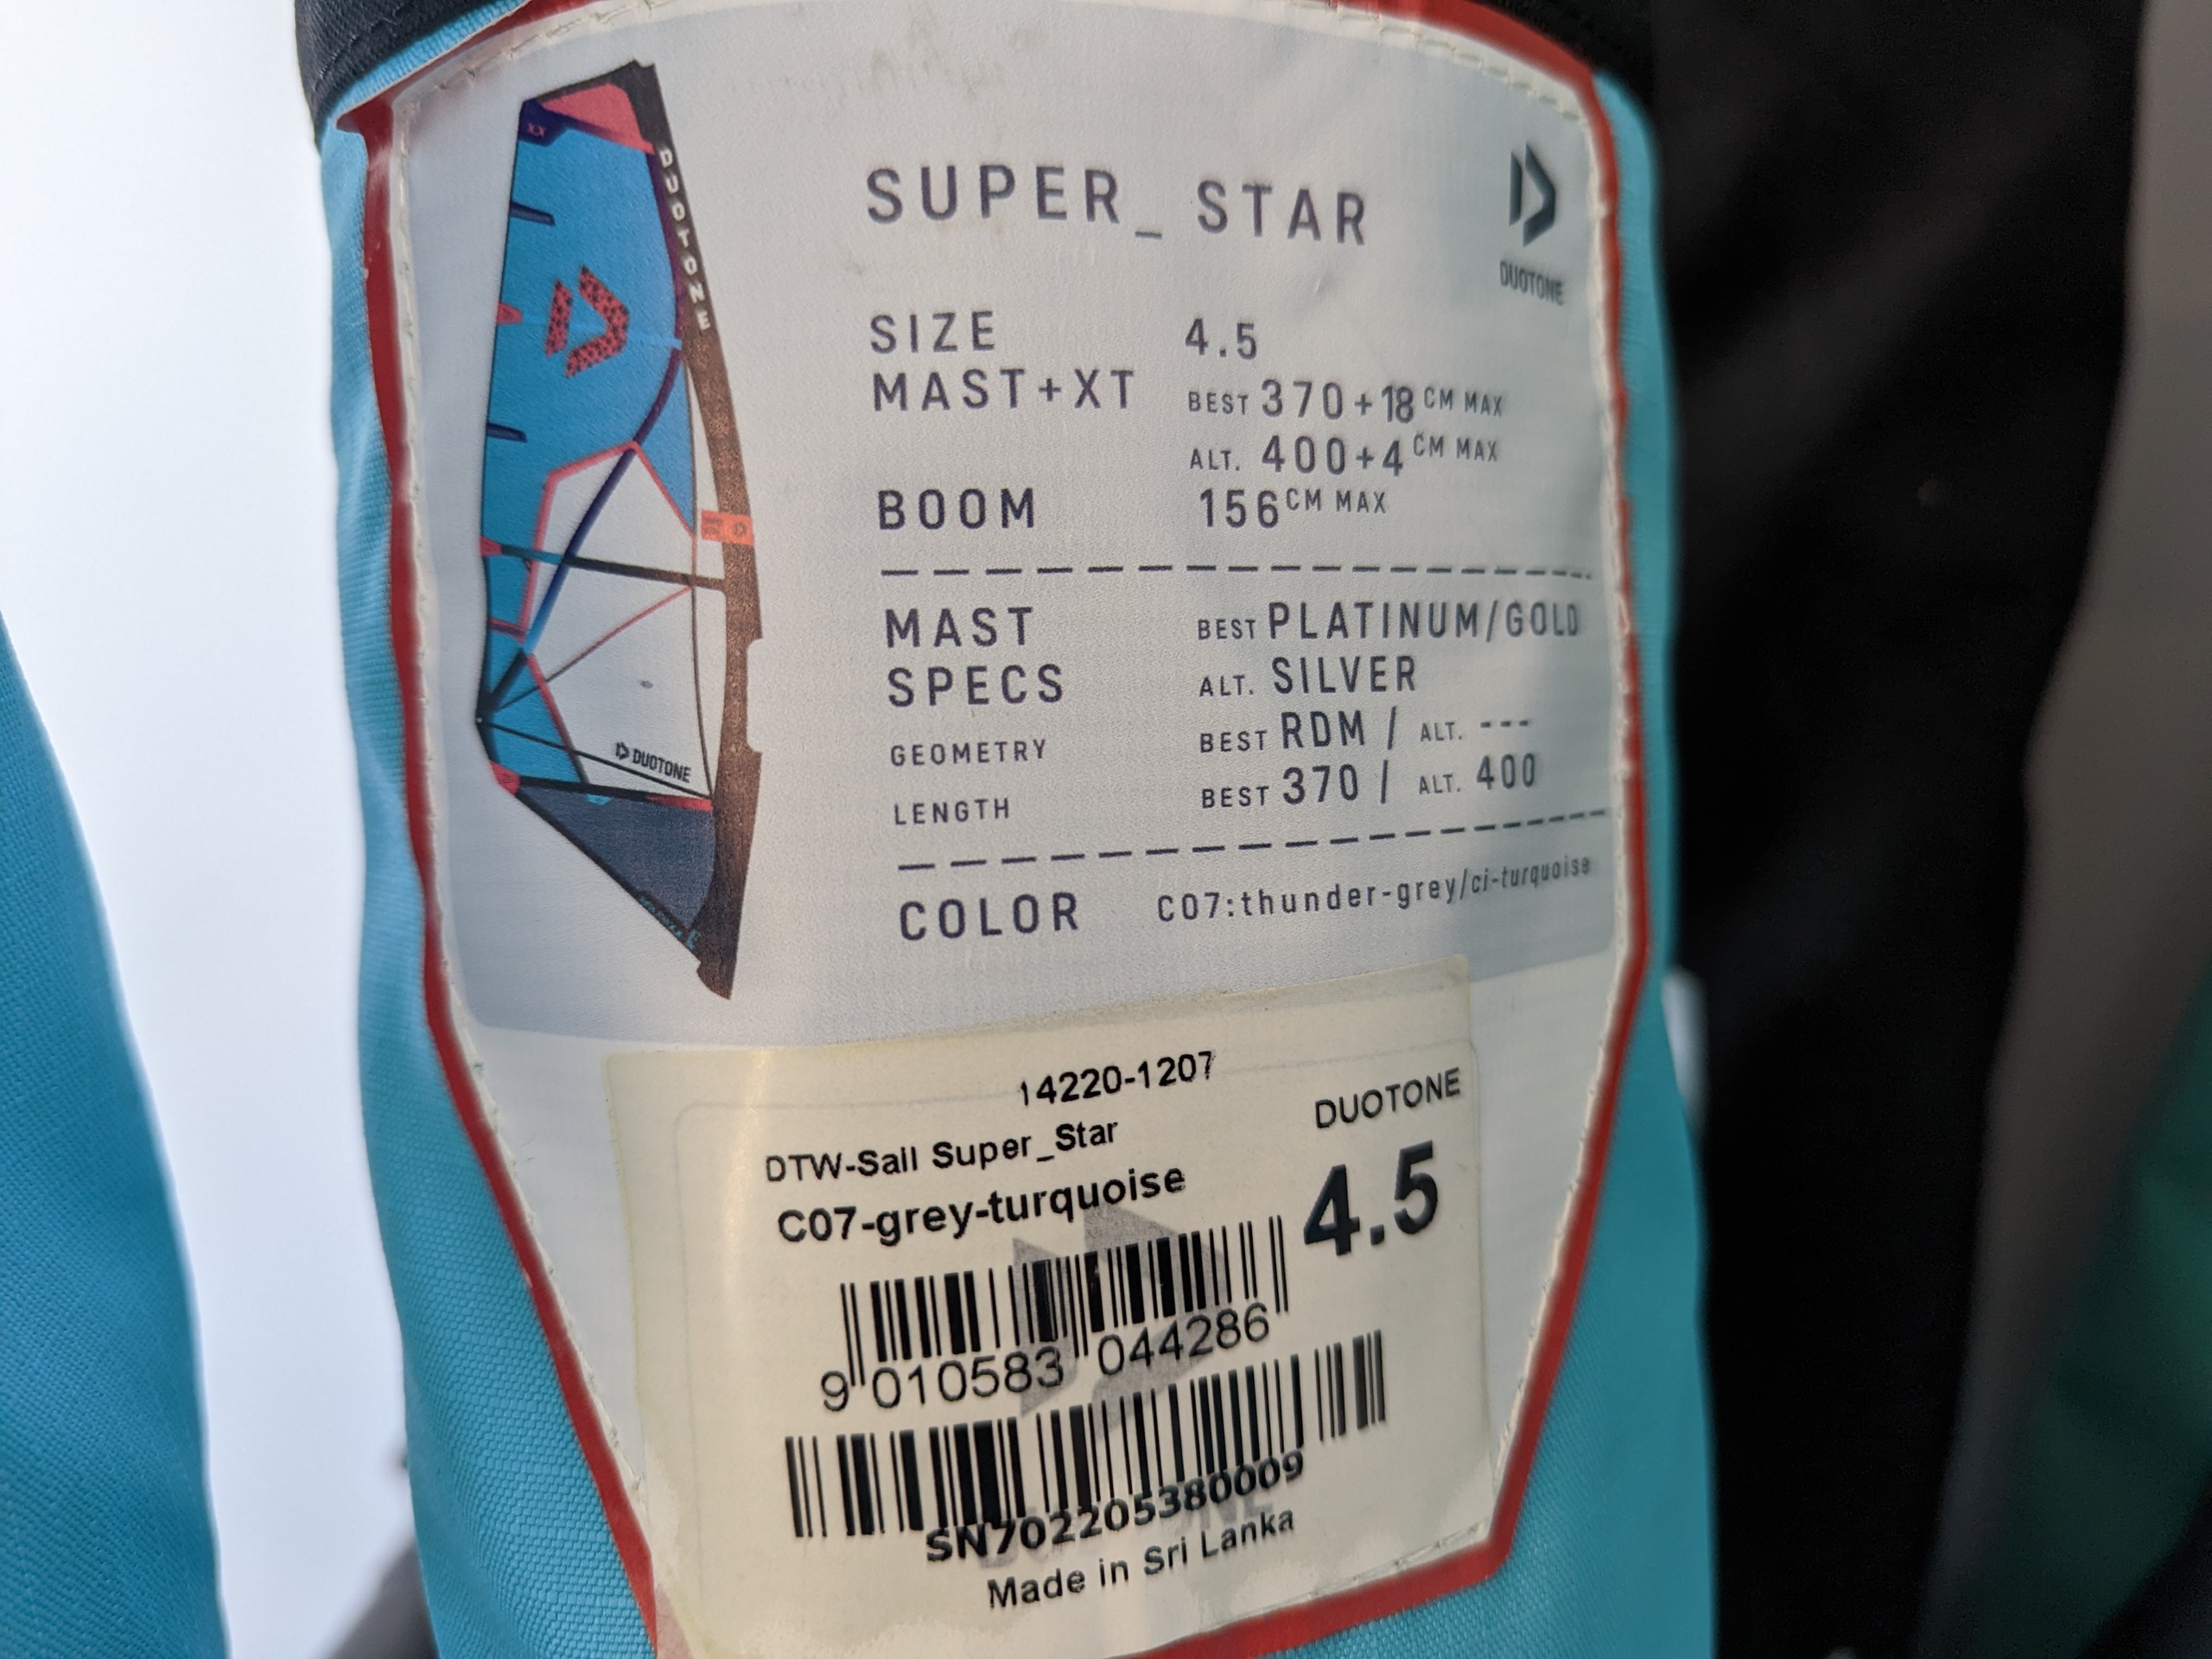 SUPER_STAR
DUOTONE
DUOTONE
SIZE 4.5
MAST+XT BEST 370+18 CM MAX
ALT. 400+4 CM MAX
BOOM 156 CM MAX
MAST BEST PLATINUM/GOLD
SPECS ALT. SILVER
GEOMETRY BEST RDM / ALT. ---
LENGTH BEST 370 / ALT. 400
DUOTONE
COLOR C07:thunder-grey/ci-turquoise
14220-1207
DUOTONE
DTW-Sail Super_Star
C07-grey-turquoise
4.5
9 010583 044286
SN702205380009
Made in Sri Lanka